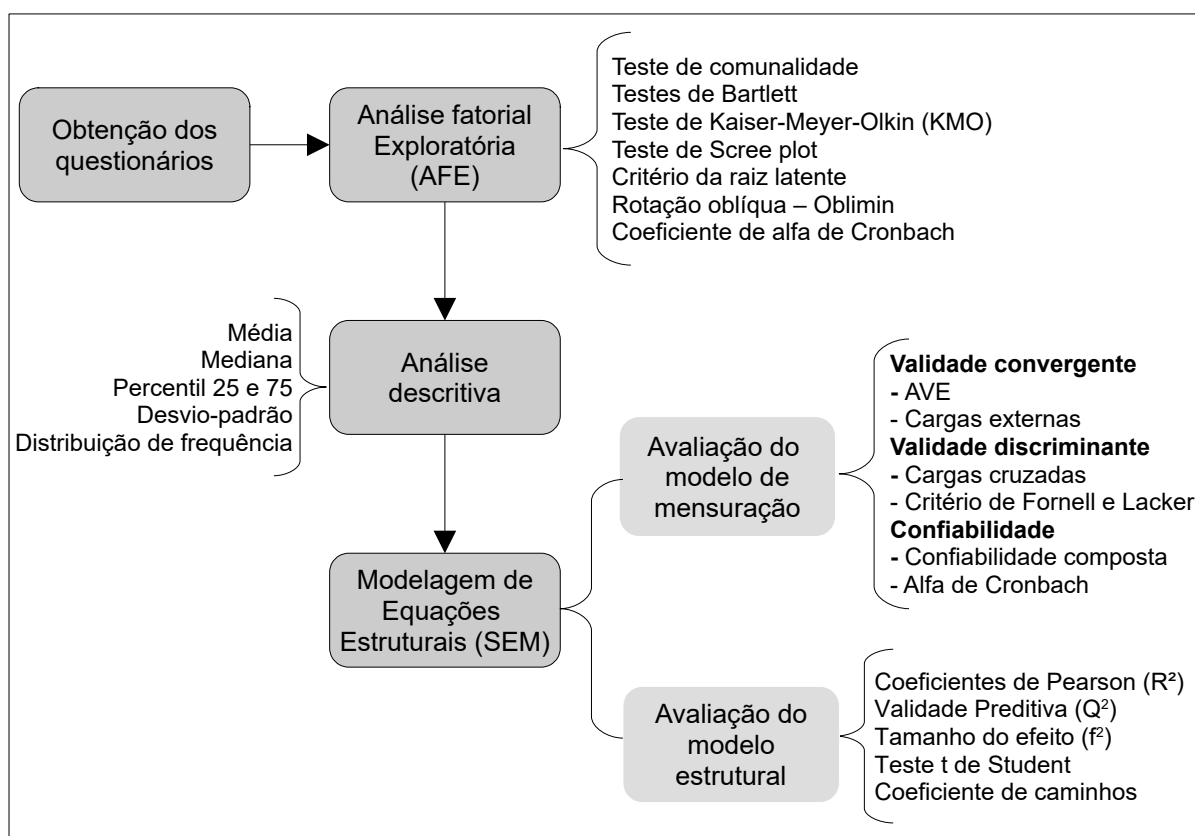 Obtenção dos
questionários
Análise fatorial
Exploratória
(AFE)
Teste de comunalidade
Testes de Bartlett
Teste de Kaiser-Meyer-Olkin (KMO)
Teste de Scree plot
Critério da raiz latente
Rotação oblíqua – Oblimin
Coeficiente de alfa de Cronbach
Média
Mediana
Percentil 25 e 75
Desvio-padrão
Distribuição de frequência
Análise
descritiva
Modelagem de
Equações
Estruturais (SEM)
Avaliação do
modelo de
mensuração
Validade convergente
- AVE
- Cargas externas
Validade discriminante
- Cargas cruzadas
- Critério de Fornell e Lacker
Confiabilidade
- Confiabilidade composta
- Alfa de Cronbach
Avaliação do
modelo
estrutural
Coeficientes de Pearson (R²)
Validade Preditiva (Q²)
Tamanho do efeito (f²)
Teste t de Student
Coeficiente de caminhos